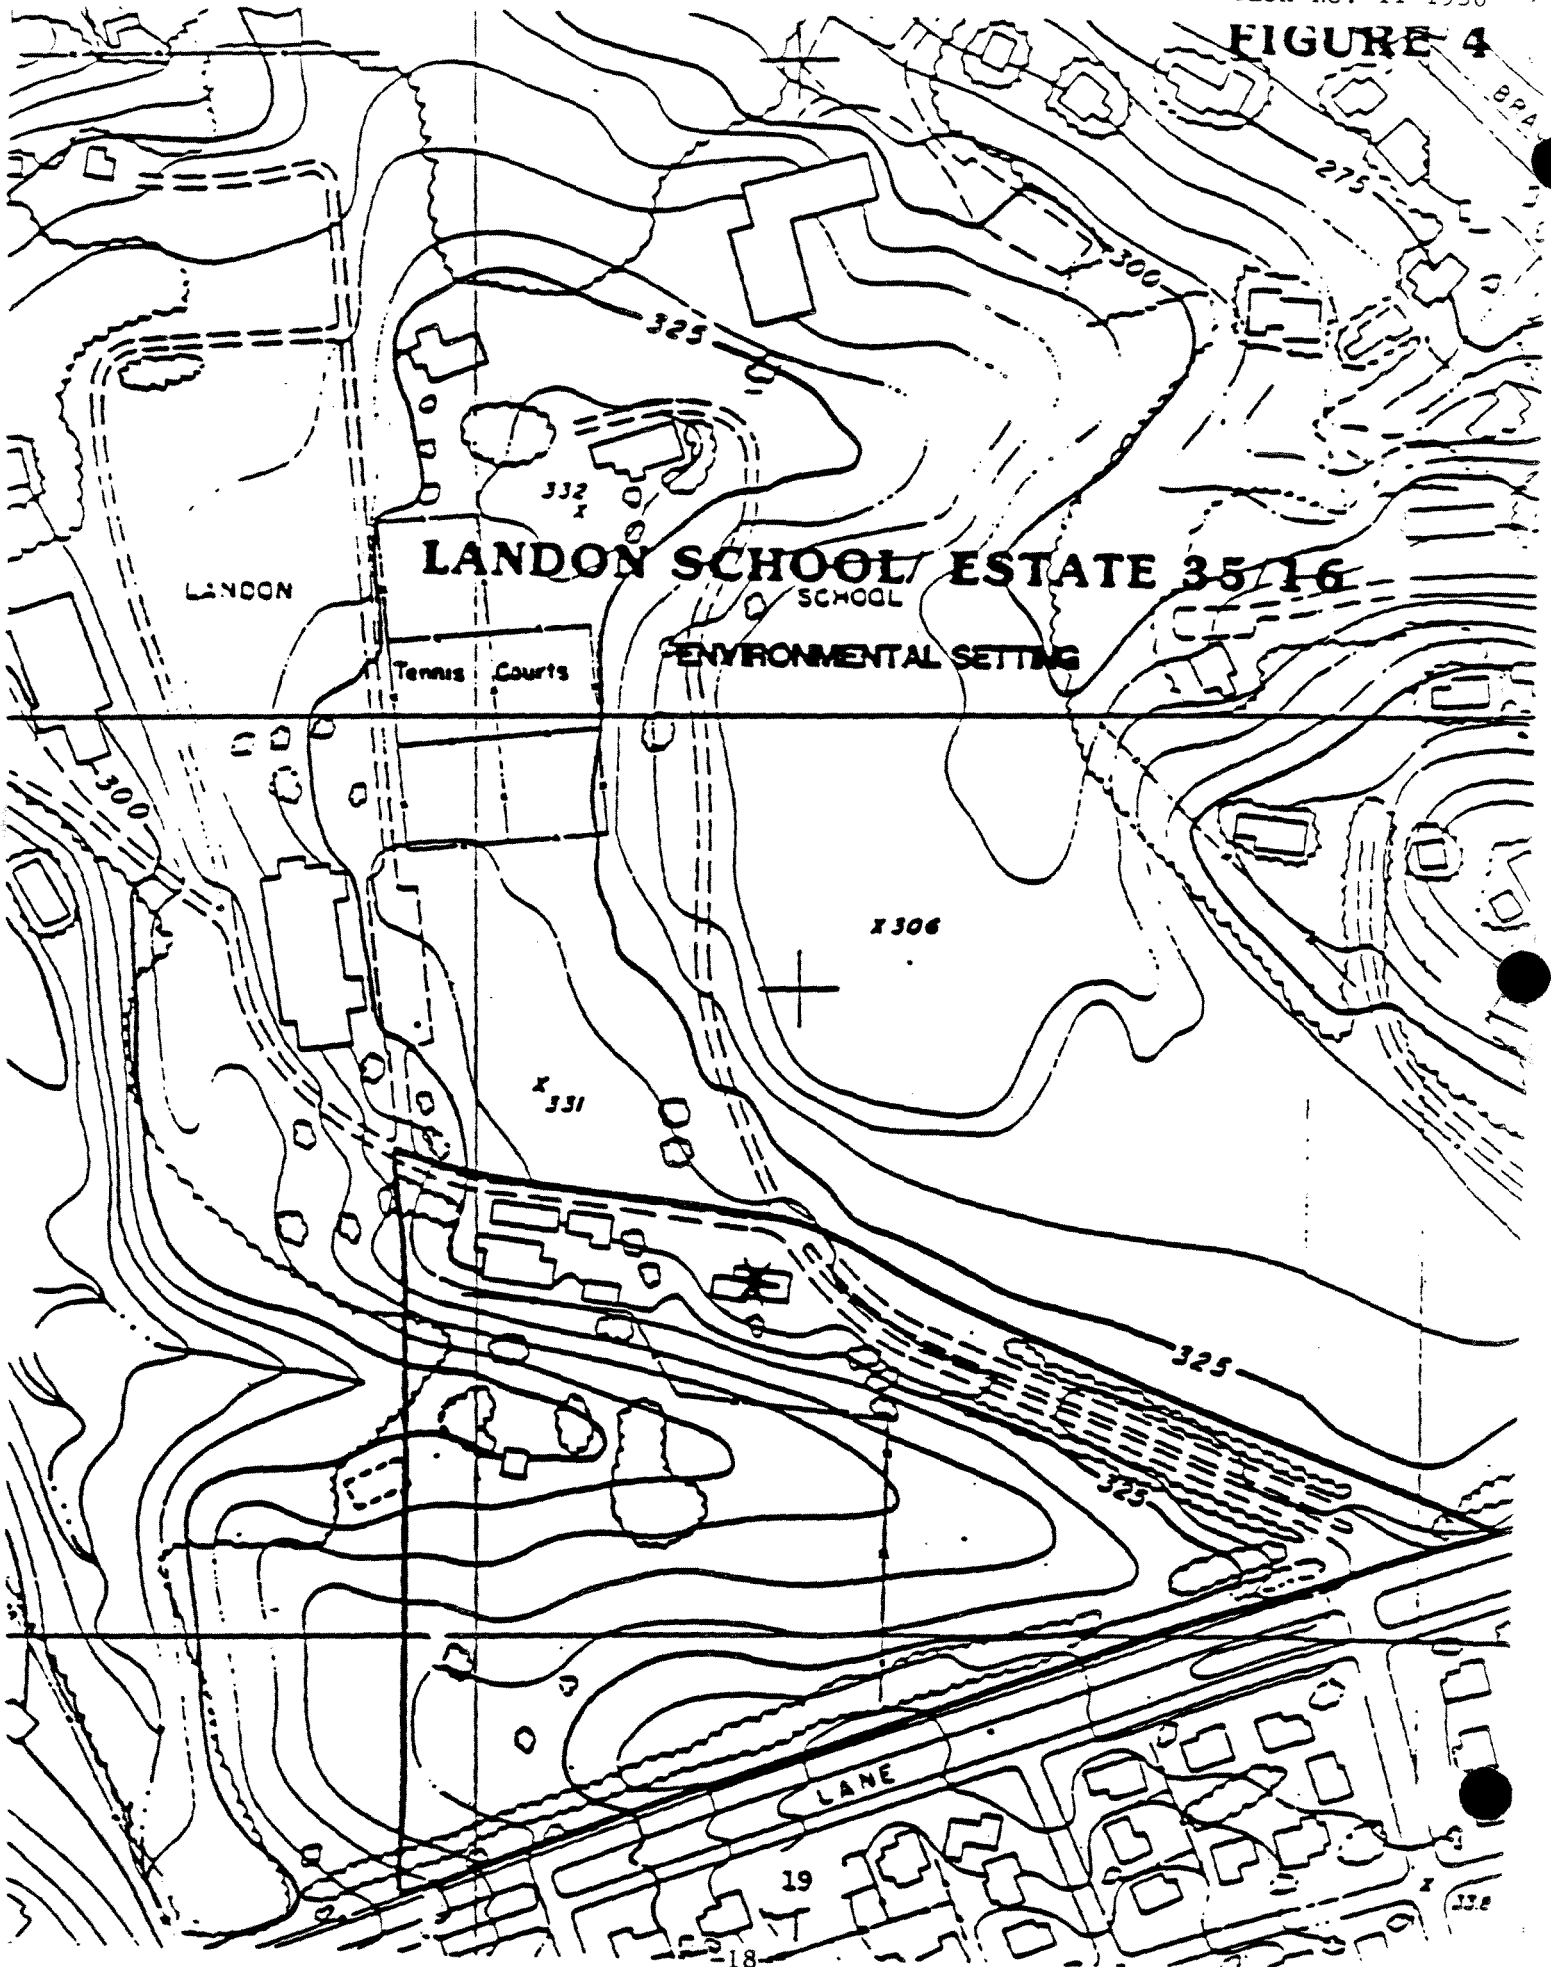 FIGURE 4
BRA
275
300
325
332
x
LANDON SCHOOL/ ESTATE 35/16
LANDON
SCHOOL
ENVIRONMENTAL SETTING
Tennis Courts
300
X 306
X
331
325
325
LANE
19
x
-18-